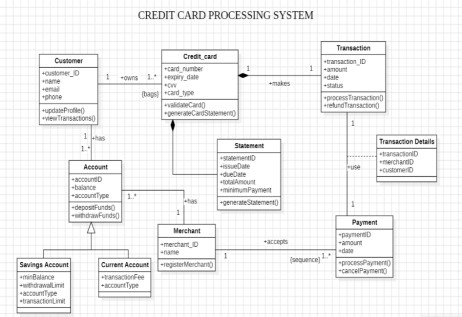 CREDIT CARD PROCESSING SYSTEM
Customer
+customer_ID
+name
+email
+phone
+updateProfile()
+viewTransactions()
1
+owns
1..*
{bags}
Credit_card
+card_number
+expiry_date
+cvv
+card_type
+validateCard()
+generateCardStatement()
1
1
+makes
Transaction
+transaction_ID
+amount
+date
+status
+processTransaction()
+refundTransaction()
1
+has
1..*
Statement
+statementID
+issueDate
+dueDate
+totalAmount
+minimumPayment
+generateStatement()
1
+use
1
Transaction Details
+transactionID
+merchantID
+customerID
Account
+accountID
+balance
+accountType
+depositFunds()
+withdrawFunds()
1..*
+has
1
Merchant
+merchant_ID
+name
+registerMerchant()
1
+accepts
{sequence}
1..*
Payment
+paymentID
+amount
+date
+processPayment()
+cancelPayment()
Savings Account
+minBalance
+withdrawalLimit
+accountType
+transactionLimit
Current Account
+transactionFee
+accountType